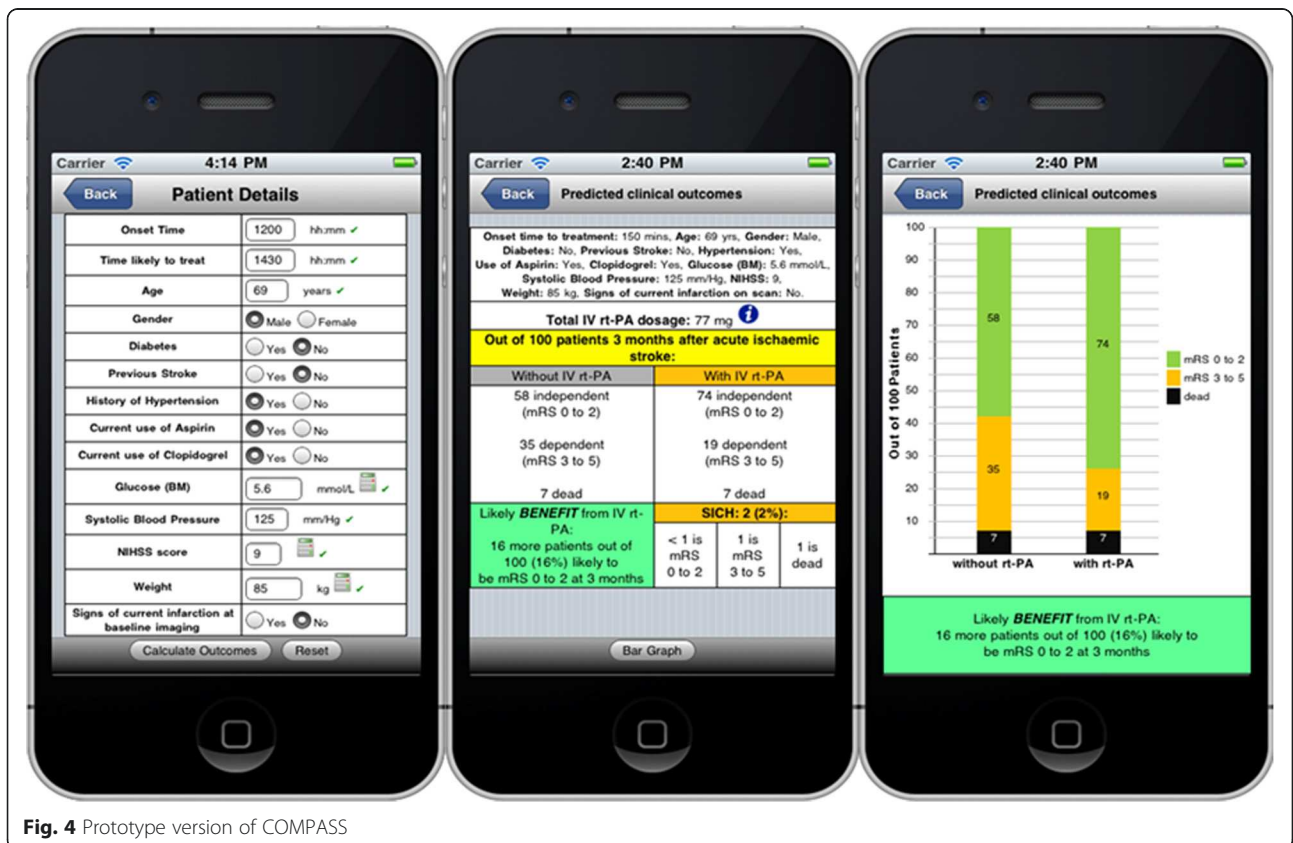 Carrier 4:14 PM
Back Patient Details
Onset Time 1200 hh:mm ✓
Time likely to treat 1430 hh:mm ✓
Age 69 years ✓
Gender Male Female
Diabetes Yes No
Previous Stroke Yes No
History of Hypertension Yes No
Current use of Aspirin Yes No
Current use of Clopidogrel Yes No
Glucose (BM) 5.6 mmol/L ✓
Systolic Blood Pressure 125 mm/Hg ✓
NIHSS score 9 ✓
Weight 85 kg ✓
Signs of current infarction at
baseline imaging Yes No
Calculate Outcomes Reset
Carrier 2:40 PM
Back Predicted clinical outcomes
Onset time to treatment: 150 mins, Age: 69 yrs, Gender: Male,
Diabetes: No, Previous Stroke: No, Hypertension: Yes,
Use of Aspirin: Yes, Clopidogrel: Yes, Glucose (BM): 5.6 mmol/L,
Systolic Blood Pressure: 125 mm/Hg, NIHSS: 9,
Weight: 85 kg, Signs of current infarction on scan: No.
Total IV rt-PA dosage: 77 mg i
Out of 100 patients 3 months after acute ischaemic
stroke:
Without IV rt-PA With IV rt-PA
58 independent 74 independent
(mRS 0 to 2) (mRS 0 to 2)
35 dependent 19 dependent
(mRS 3 to 5) (mRS 3 to 5)
7 dead 7 dead
Likely BENEFIT from IV rt-
PA:
16 more patients out of
100 (16%) likely to
be mRS 0 to 2 at 3 months
SICH: 2 (2%):
< 1 is
mRS
0 to 2
1 is
mRS
3 to 5
1 is
dead
Bar Graph
Carrier 2:40 PM
Back Predicted clinical outcomes
Out of 100 Patients
100
90
80
70
60
50
40
30
20
10
58
35
7
74
19
7
without rt-PA with rt-PA
mRS 0 to 2
mRS 3 to 5
dead
Likely BENEFIT from IV rt-PA:
16 more patients out of 100 (16%) likely to
be mRS 0 to 2 at 3 months
Fig. 4 Prototype version of COMPASS